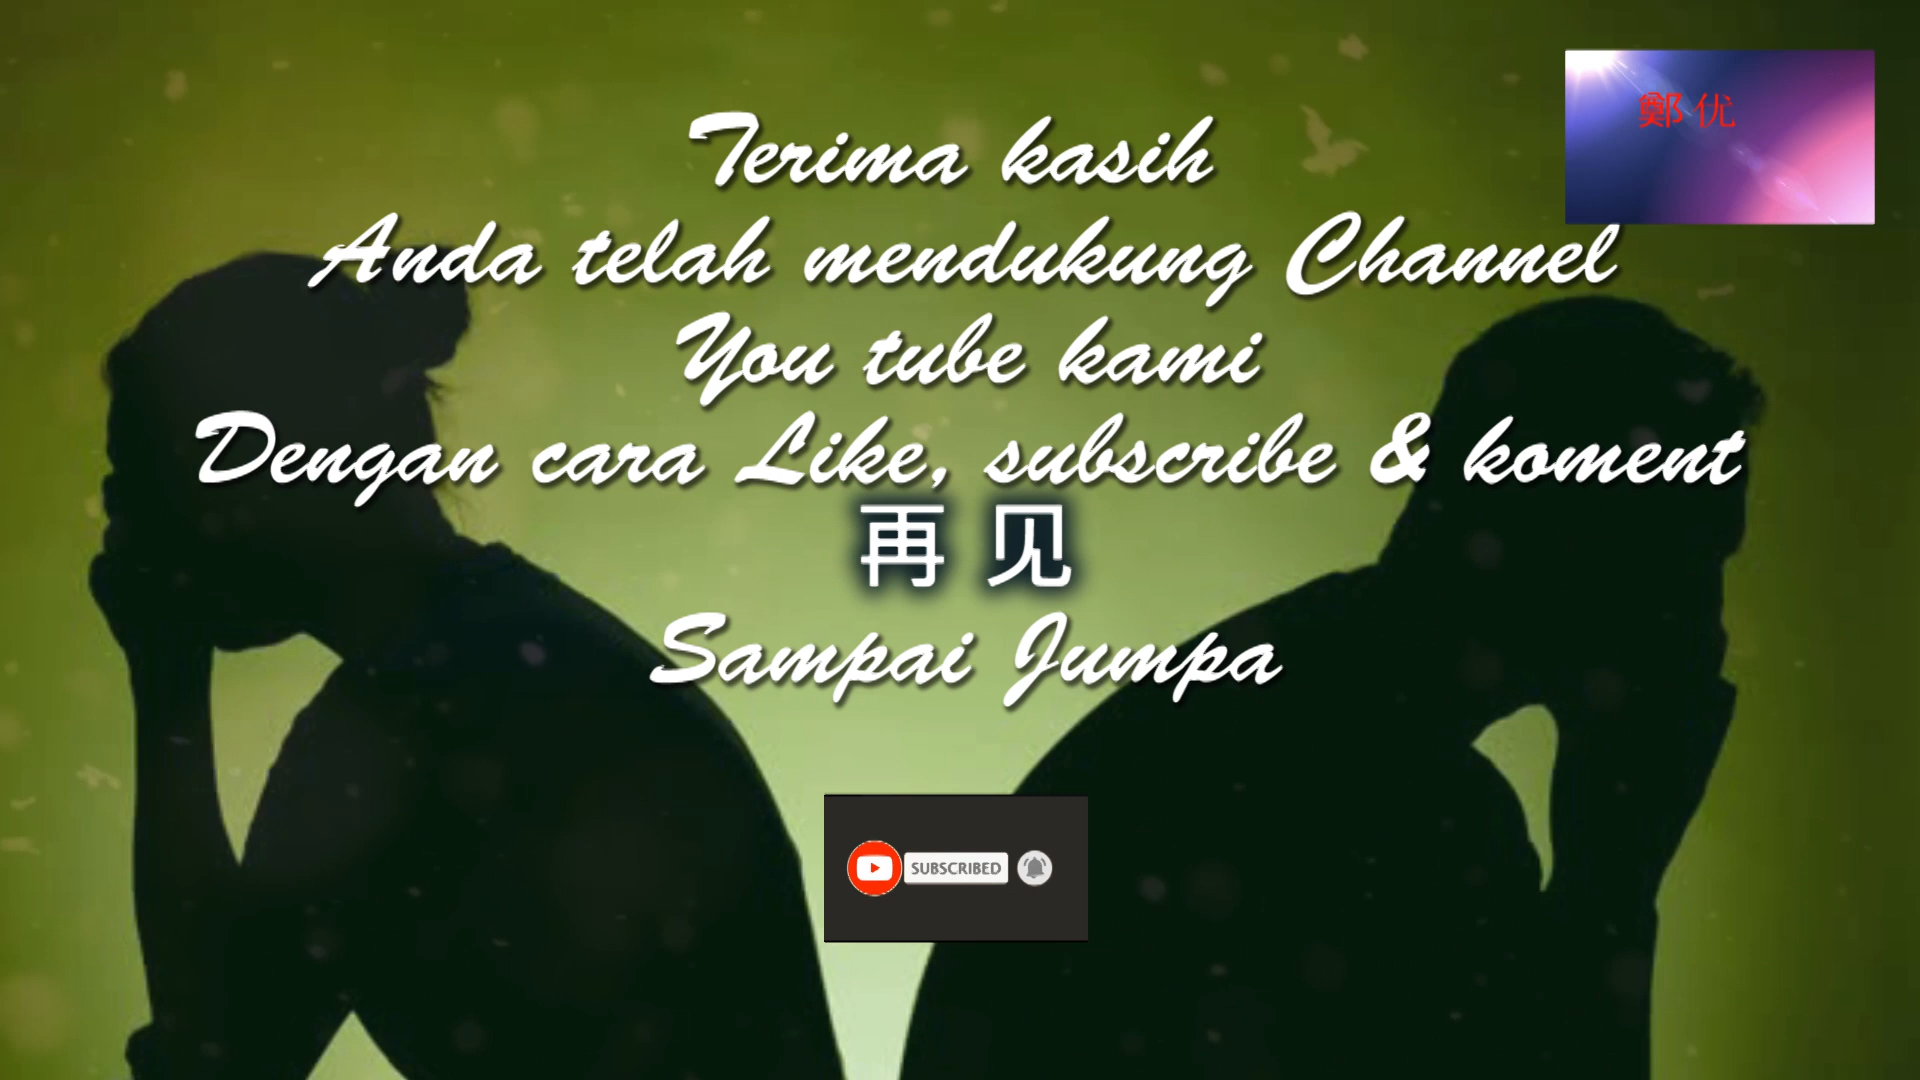 鄭优
Terima kasih
Anda telah mendukung Channel
You tube kami
Dengan cara Like, subscribe & koment
再见
Sampai Jumpa
SUBSCRIBED